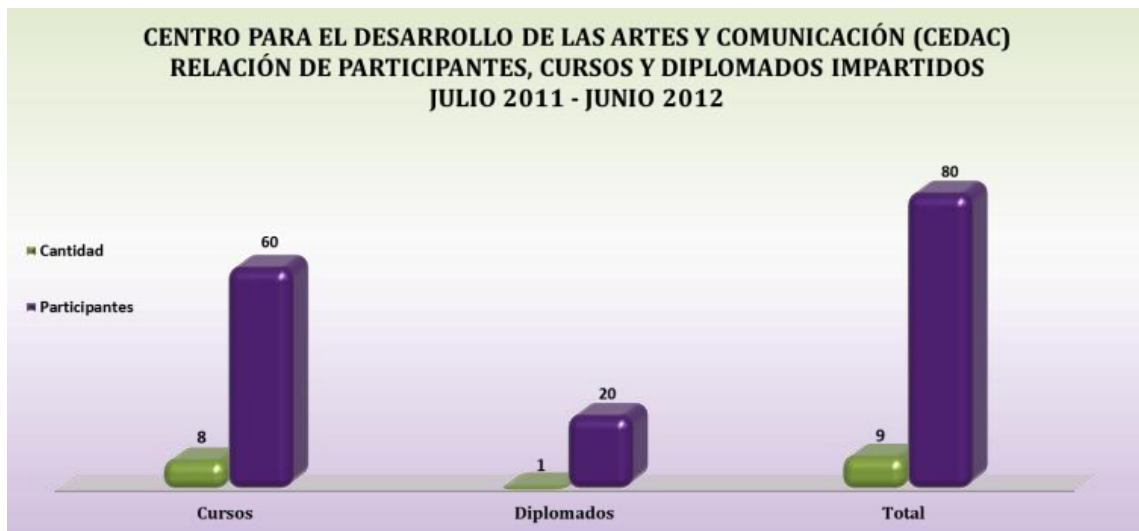 CENTRO PARA EL DESARROLLO DE LAS ARTES Y COMUNICACIÓN (CEDAC)
RELACIÓN DE PARTICIPANTES, CURSOS Y DIPLOMADOS IMPARTIDOS
JULIO 2011 - JUNIO 2012
80
60
Cantidad
Participantes
20
8
9
1
Cursos
Diplomados
Total